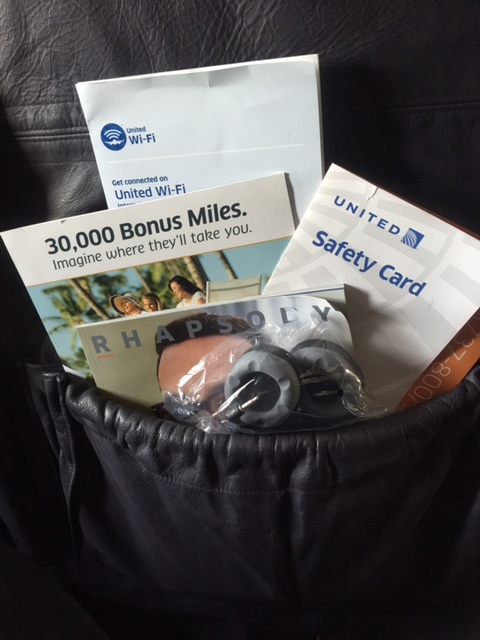 United
Wi-Fi
Get connected on
United Wi-Fi
30,000 Bonus Miles.
Imagine where they'll take you.
UNITED
Safety Card
RHAPSODY